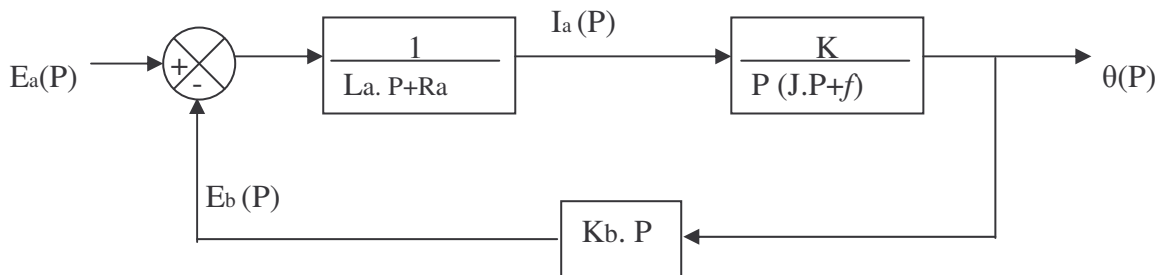 Ea(P)
+
-
1
La. P+Ra
Ia (P)
K
P (J.P+f)
θ(P)
Eb (P)
Kb. P